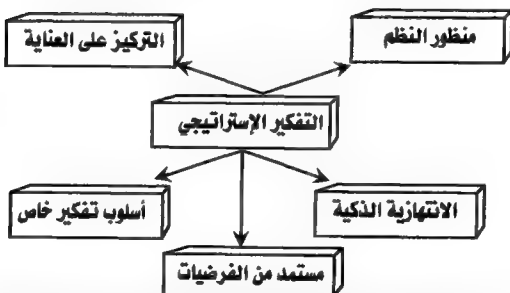 منظور النظم
التركيز على العناية
التفكير الإستراتيجي
الانتهازية الذكية
أسلوب تفكير خاص
مستمد من الفرضيات